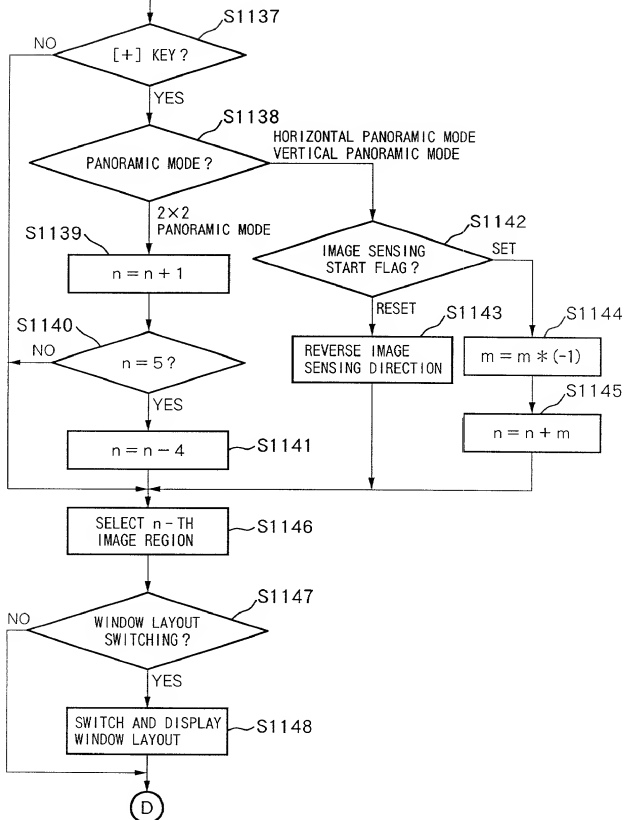 S1137
NO
[+] KEY?
YES
S1138
HORIZONTAL PANORAMIC MODE
VERTICAL PANORAMIC MODE
PANORAMIC MODE?
2×2
PANORAMIC MODE
S1139
n=n+1
S1142
IMAGE SENSING
START FLAG?
SET
RESET
S1140
NO
n=5?
YES
S1143
REVERSE IMAGE
SENSING DIRECTION
S1144
m=m*(-1)
S1145
n=n+m
n=n-4
S1141
SELECT n-TH
IMAGE REGION
S1146
S1147
NO
WINDOW LAYOUT
SWITCHING?
YES
SWITCH AND DISPLAY
WINDOW LAYOUT
S1148
D